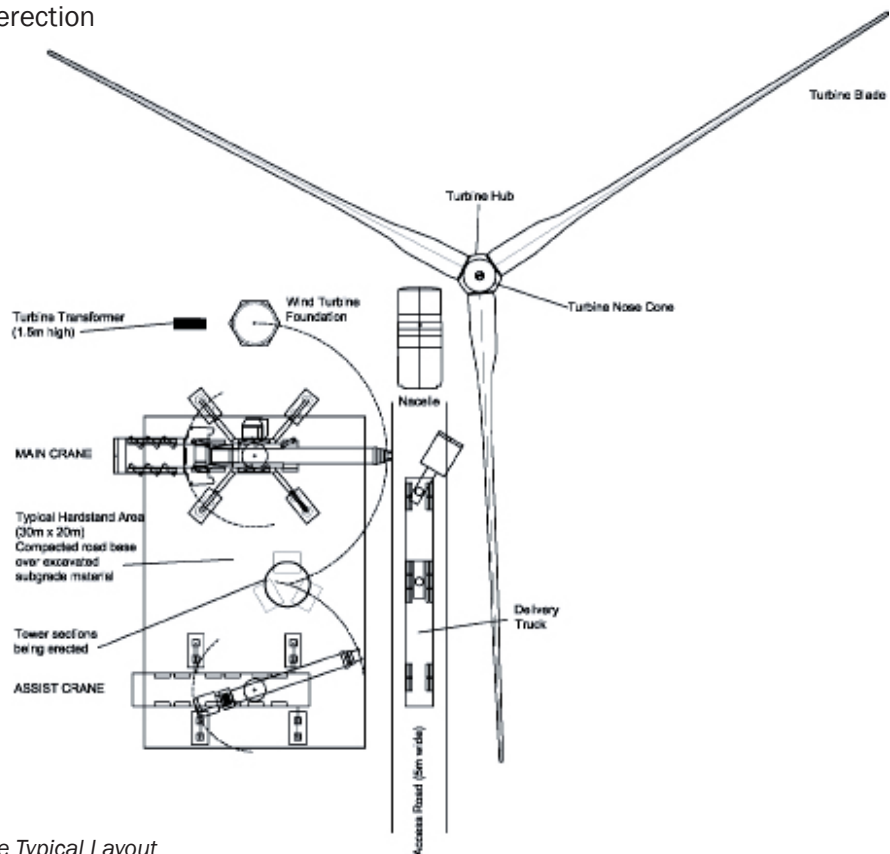 erection
Turbine Blade
Turbine Hub
Turbine Nose Cone
Wind Turbine
Foundation
Turbine Transformer
(1.5m high)
Nacelle
MAIN CRANE
Typical Hardstand Area
(30m x 20m)
Compacted road base
over excavated
subgrade material
Tower sections
being erected
Delivery
Truck
ASSIST CRANE
Access Road (5m wide)
e Typical Layout